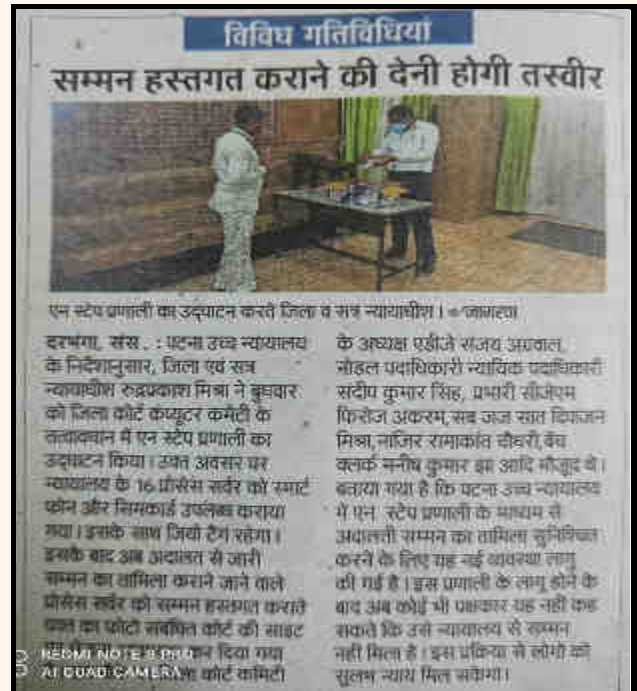 विविध गतिविधियां
सम्मन हस्तगत कराने की देनी होगी तस्वीर
एन स्टेप प्रणाली का उद्घाटन करते जिला व सत्र न्यायाधीश । जागरण
दरभंगा, संस. : पटना उच्च न्यायालय
के निदेशानुसार, जिला एवं सत्र
न्यायाधीश रुद्रप्रकाश मिश्रा ने बुधवार
को जिला कोर्ट कंप्यूटर कमेटी के
तत्वावधान में एन स्टेप प्रणाली का
उद्घाटन किया। उक्त अवसर पर
न्यायालय के 16 प्रोसेस सर्वर को स्मार्ट
फोन और सिमकार्ड उपलब्ध कराया
गया। इसके साथ जियो टैग रहेगा।
इसके बाद अब अदालत से जारी
सम्मन का तामिला कराने जाने वाले
प्रोसेस सर्वर को सम्मन हस्तगत कराते
वक्त का फोटो संबंधित कोर्ट की साइट
कर दिया गया
कोर्ट कमिटी
के अध्यक्ष एडीजे संजय अग्रवाल,
नोडल पदाधिकारी न्यायिक पदाधिकारी
संदीप कुमार सिंह, प्रभारी सीजेएम
फिरोज अकरम, सब जज सात दिपांजन
मिश्रा, नाजिर रामाकांत चौधरी, बेंच
क्लर्क मनीष कुमार झा आदि मौजूद थे।
बताया गया है कि पटना उच्च न्यायालय
में एन स्टेप प्रणाली के माध्यम से
अदालती सम्मन का तामिला सुनिश्चित
करने के लिए यह नई व्यवस्था लागू
की गई है। इस प्रणाली के लागू होने के
बाद अब कोई भी पक्षकार यह नहीं कह
सकते कि उसे न्यायालय से सम्मन
नहीं मिला है। इस प्रक्रिया से लोगों को
सुलभ न्याय मिल सकेगा।
REDMI NOTE 9 PRO
AI QUAD CAMERA